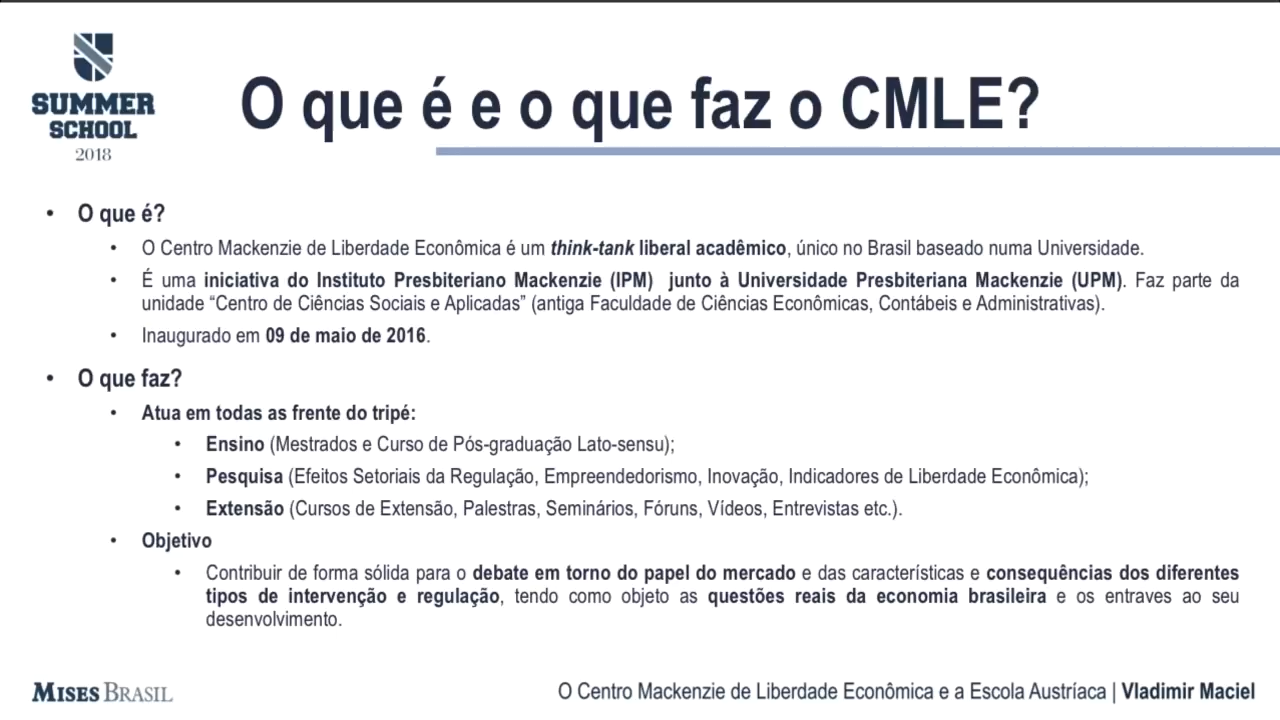 SUMMER
SCHOOL
2018
O que é e o que faz o CMLE?
• O que é?
• O Centro Mackenzie de Liberdade Econômica é um think-tank liberal acadêmico, único no Brasil baseado numa Universidade.
• É uma iniciativa do Instituto Presbiteriano Mackenzie (IPM) junto à Universidade Presbiteriana Mackenzie (UPM). Faz parte da
unidade “Centro de Ciências Sociais e Aplicadas” (antiga Faculdade de Ciências Econômicas, Contábeis e Administrativas).
• Inaugurado em 09 de maio de 2016.
• O que faz?
• Atua em todas as frente do tripé:
• Ensino (Mestrados e Curso de Pós-graduação Lato-sensu);
• Pesquisa (Efeitos Setoriais da Regulação, Empreendedorismo, Inovação, Indicadores de Liberdade Econômica);
• Extensão (Cursos de Extensão, Palestras, Seminários, Fóruns, Vídeos, Entrevistas etc.).
• Objetivo
• Contribuir de forma sólida para o debate em torno do papel do mercado e das características e consequências dos diferentes
tipos de intervenção e regulação, tendo como objeto as questões reais da economia brasileira e os entraves ao seu
desenvolvimento.
MISES BRASIL
O Centro Mackenzie de Liberdade Econômica e a Escola Austríaca | Vladimir Maciel